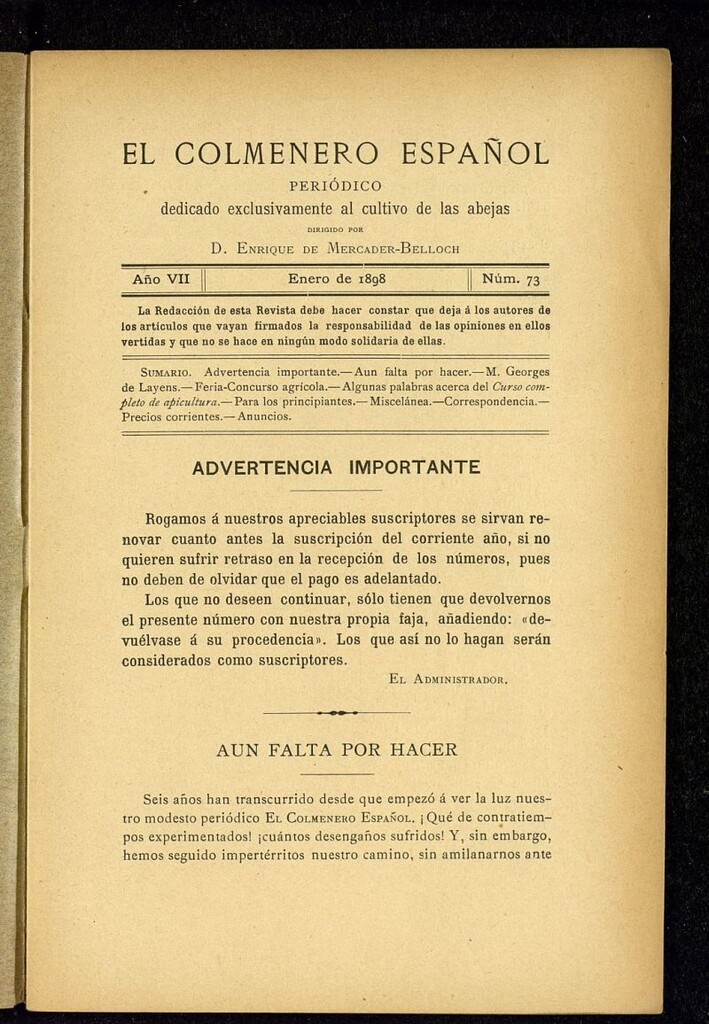 EL COLMENERO ESPAÑOL
PERIÓDICO
dedicado exclusivamente al cultivo de las abejas
DIRIGIDO POR
D. ENRIQUE DE MERCADER-BELLOCH
Año VII Enero de 1898 Núm. 73
La Redacción de esta Revista debe hacer constar que deja á los autores de
los artículos que vayan firmados la responsabilidad de las opiniones en ellos
vertidas y que no se hace en ningún modo solidaria de ellas.
SUMARIO. Advertencia importante.—Aun falta por hacer.—M. Georges
de Layens.—Feria-Concurso agrícola.—Algunas palabras acerca del Curso com-
pleto de apicultura.—Para los principiantes.—Miscelánea.—Correspondencia.—
Precios corrientes.—Anuncios.
ADVERTENCIA IMPORTANTE
Rogamos á nuestros apreciables suscriptores se sirvan re-
novar cuanto antes la suscripción del corriente año, si no
quieren sufrir retraso en la recepción de los números, pues
no deben de olvidar que el pago es adelantado.
Los que no deseen continuar, sólo tienen que devolvernos
el presente número con nuestra propia faja, añadiendo: «de-
vuélvase á su procedencia». Los que así no lo hagan serán
considerados como suscriptores.
EL ADMINISTRADOR.
AUN FALTA POR HACER
Seis años han transcurrido desde que empezó á ver la luz nues-
tro modesto periódico EL COLMENERO ESPAÑOL. ¡Qué de contratiem-
pos experimentados! ¡cuántos desengaños sufridos! Y, sin embargo,
hemos seguido impertérritos nuestro camino, sin amilanarnos ante